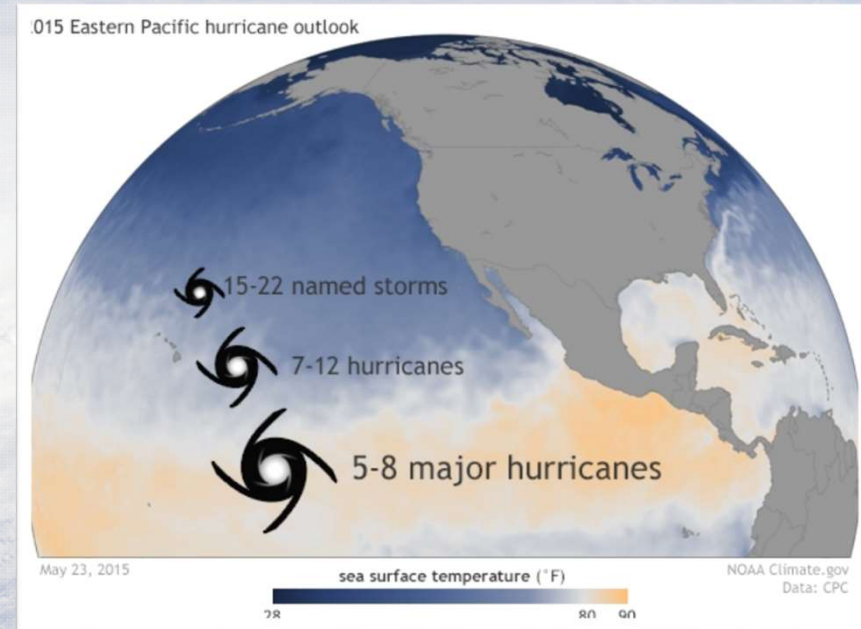 015 Eastern Pacific hurricane outlook
15-22 named storms
7-12 hurricanes
5-8 major hurricanes
May 23, 2015
sea surface temperature (°F)
NOAA Climate.gov
Data: CPC
28 80 90